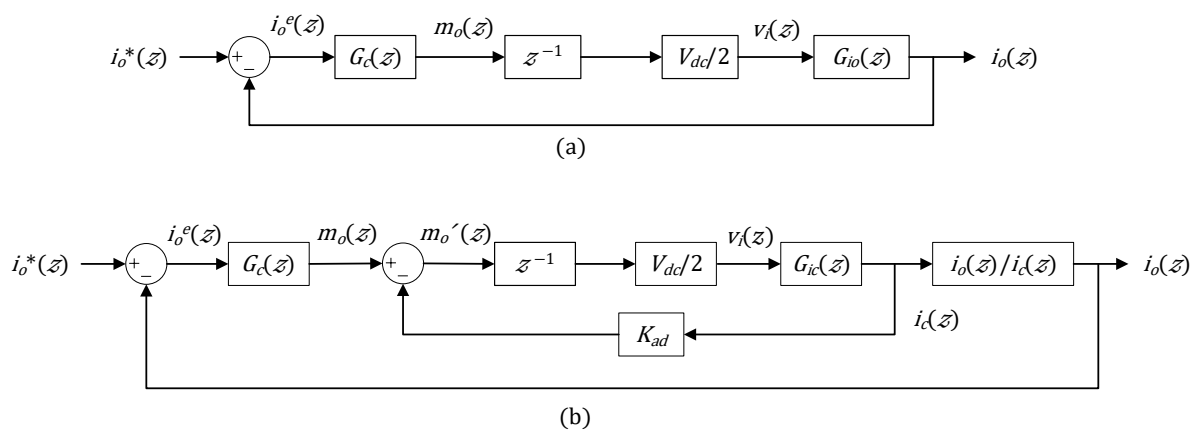 i_o^e(z) m_o(z) v_i(z)
i_o*(z) + − G_c(z) z^{−1} V_dc/2 G_io(z) i_o(z)
(a)
i_o^e(z) m_o(z) m_o´(z) v_i(z)
i_o*(z) + − G_c(z) + − z^{−1} V_dc/2 G_ic(z) i_o(z)/i_c(z) i_o(z)
K_ad i_c(z)
(b)